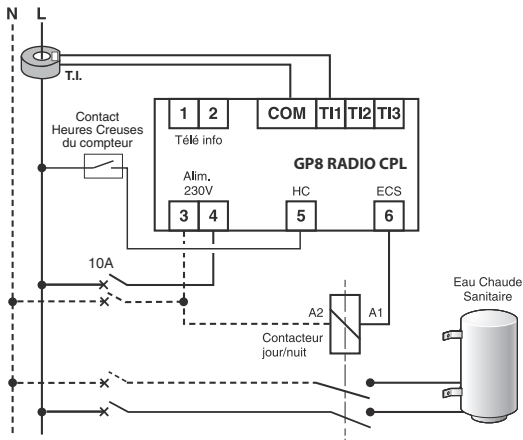 N L
T.I.
1 2 COM TI1 TI2 TI3
Télé info
Contact
Heures Creuses
du compteur
GP8 RADIO CPL
Alim.
230V
HC
ECS
3 4 5 6
10A
A2 A1
Contacteur
jour/nuit
Eau Chaude
Sanitaire